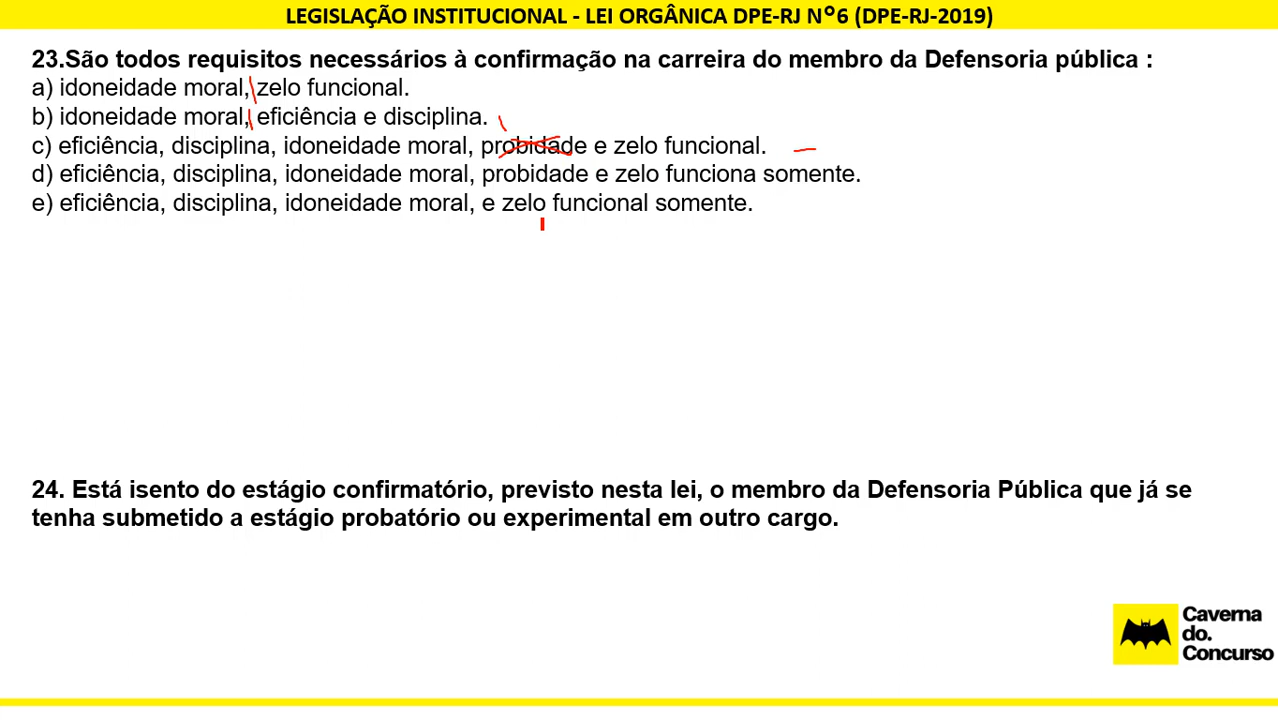 LEGISLAÇÃO INSTITUCIONAL - LEI ORGÂNICA DPE-RJ Nº6 (DPE-RJ-2019)
23.São todos requisitos necessários à confirmação na carreira do membro da Defensoria pública :
a) idoneidade moral, zelo funcional.
b) idoneidade moral, eficiência e disciplina.
c) eficiência, disciplina, idoneidade moral, probidade e zelo funcional.
d) eficiência, disciplina, idoneidade moral, probidade e zelo funciona somente.
e) eficiência, disciplina, idoneidade moral, e zelo funcional somente.
24. Está isento do estágio confirmatório, previsto nesta lei, o membro da Defensoria Pública que já se
tenha submetido a estágio probatório ou experimental em outro cargo.
Caverna
do.
Concurso